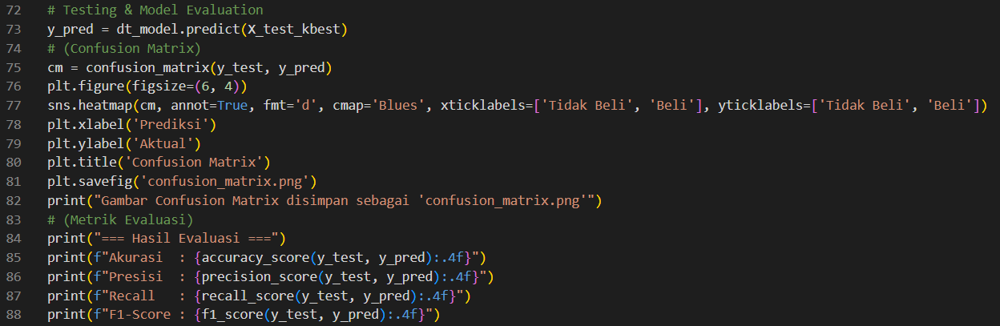 72 # Testing & Model Evaluation
73 y_pred = dt_model.predict(X_test_kbest)
74 # (Confusion Matrix)
75 cm = confusion_matrix(y_test, y_pred)
76 plt.figure(figsize=(6, 4))
77 sns.heatmap(cm, annot=True, fmt='d', cmap='Blues', xticklabels=['Tidak Beli', 'Beli'], yticklabels=['Tidak Beli', 'Beli'])
78 plt.xlabel('Prediksi')
79 plt.ylabel('Aktual')
80 plt.title('Confusion Matrix')
81 plt.savefig('confusion_matrix.png')
82 print("Gambar Confusion Matrix disimpan sebagai 'confusion_matrix.png'")
83 # (Metrik Evaluasi)
84 print("=== Hasil Evaluasi ===")
85 print(f"Akurasi  : {accuracy_score(y_test, y_pred):.4f}")
86 print(f"Presisi  : {precision_score(y_test, y_pred):.4f}")
87 print(f"Recall   : {recall_score(y_test, y_pred):.4f}")
88 print(f"F1-Score : {f1_score(y_test, y_pred):.4f}")